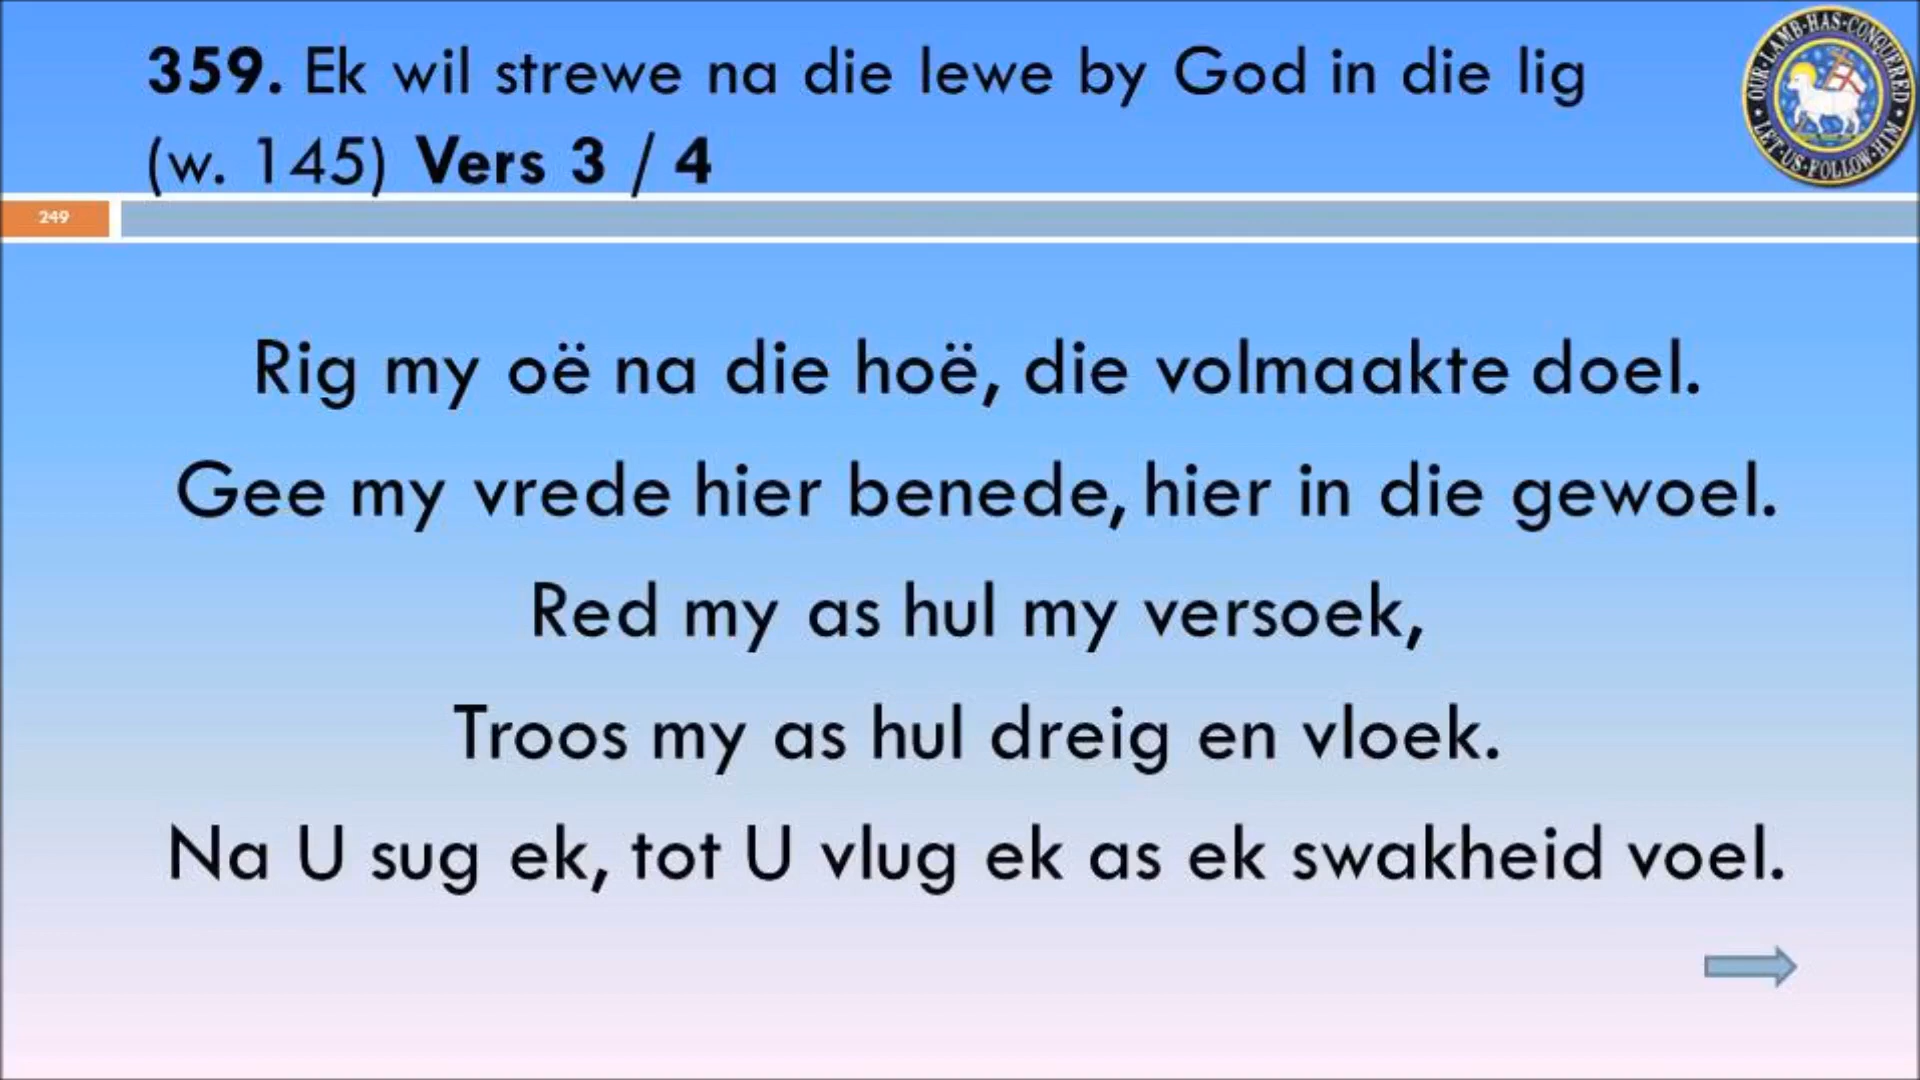 359. Ek wil strewe na die lewe by God in die lig
(w. 145) Vers 3 / 4
OUR·LAMB·HAS·CONQUERED
LET·US·FOLLOW·HIM
249
Rig my oë na die hoë, die volmaakte doel.
Gee my vrede hier benede, hier in die gewoel.
Red my as hul my versoek,
Troos my as hul dreig en vloek.
Na U sug ek, tot U vlug ek as ek swakheid voel.